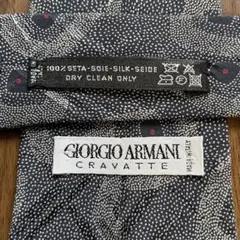 100% SETA-SOIE-SILK-SEIDE
DRY CLEAN ONLY
GIORGIO ARMANI
CRAVATTE